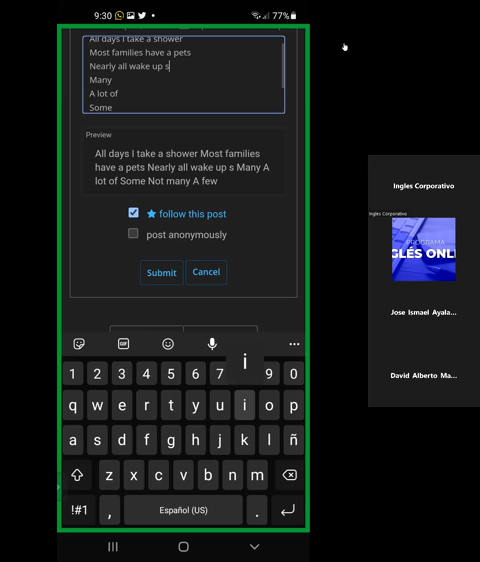 9:30 77%
All days I take a shower
Most families have a pets
Nearly all wake up s
Many
A lot of
Some
Preview
All days I take a shower Most families
have a pets Nearly all wake up s Many A
lot of Some Not many A few
follow this post
post anonymously
Submit Cancel
GIF
i
1 2 3 4 5 6 7 9 0
q w e r t y u i o p
a s d f g h j k l ñ
z x c v b n m
!#1 , Español (US) .
Ingles Corporativo
Ingles Corporativo
PROGRAMA
GLÉS ONL
Jose Ismael Ayala...
David Alberto Ma...